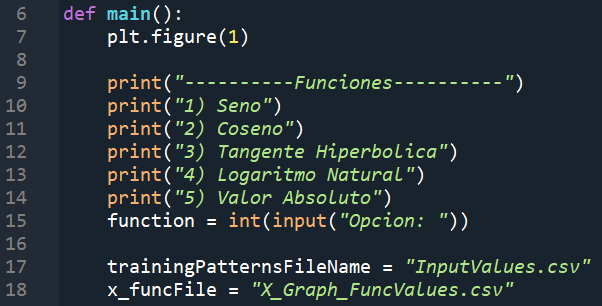 6 def main():
7     plt.figure(1)
8
9     print("----------Funciones----------")
10     print("1) Seno")
11     print("2) Coseno")
12     print("3) Tangente Hiperbolica")
13     print("4) Logaritmo Natural")
14     print("5) Valor Absoluto")
15     function = int(input("Opcion: "))
16
17     trainingPatternsFileName = "InputValues.csv"
18     x_funcFile = "X_Graph_FuncValues.csv"